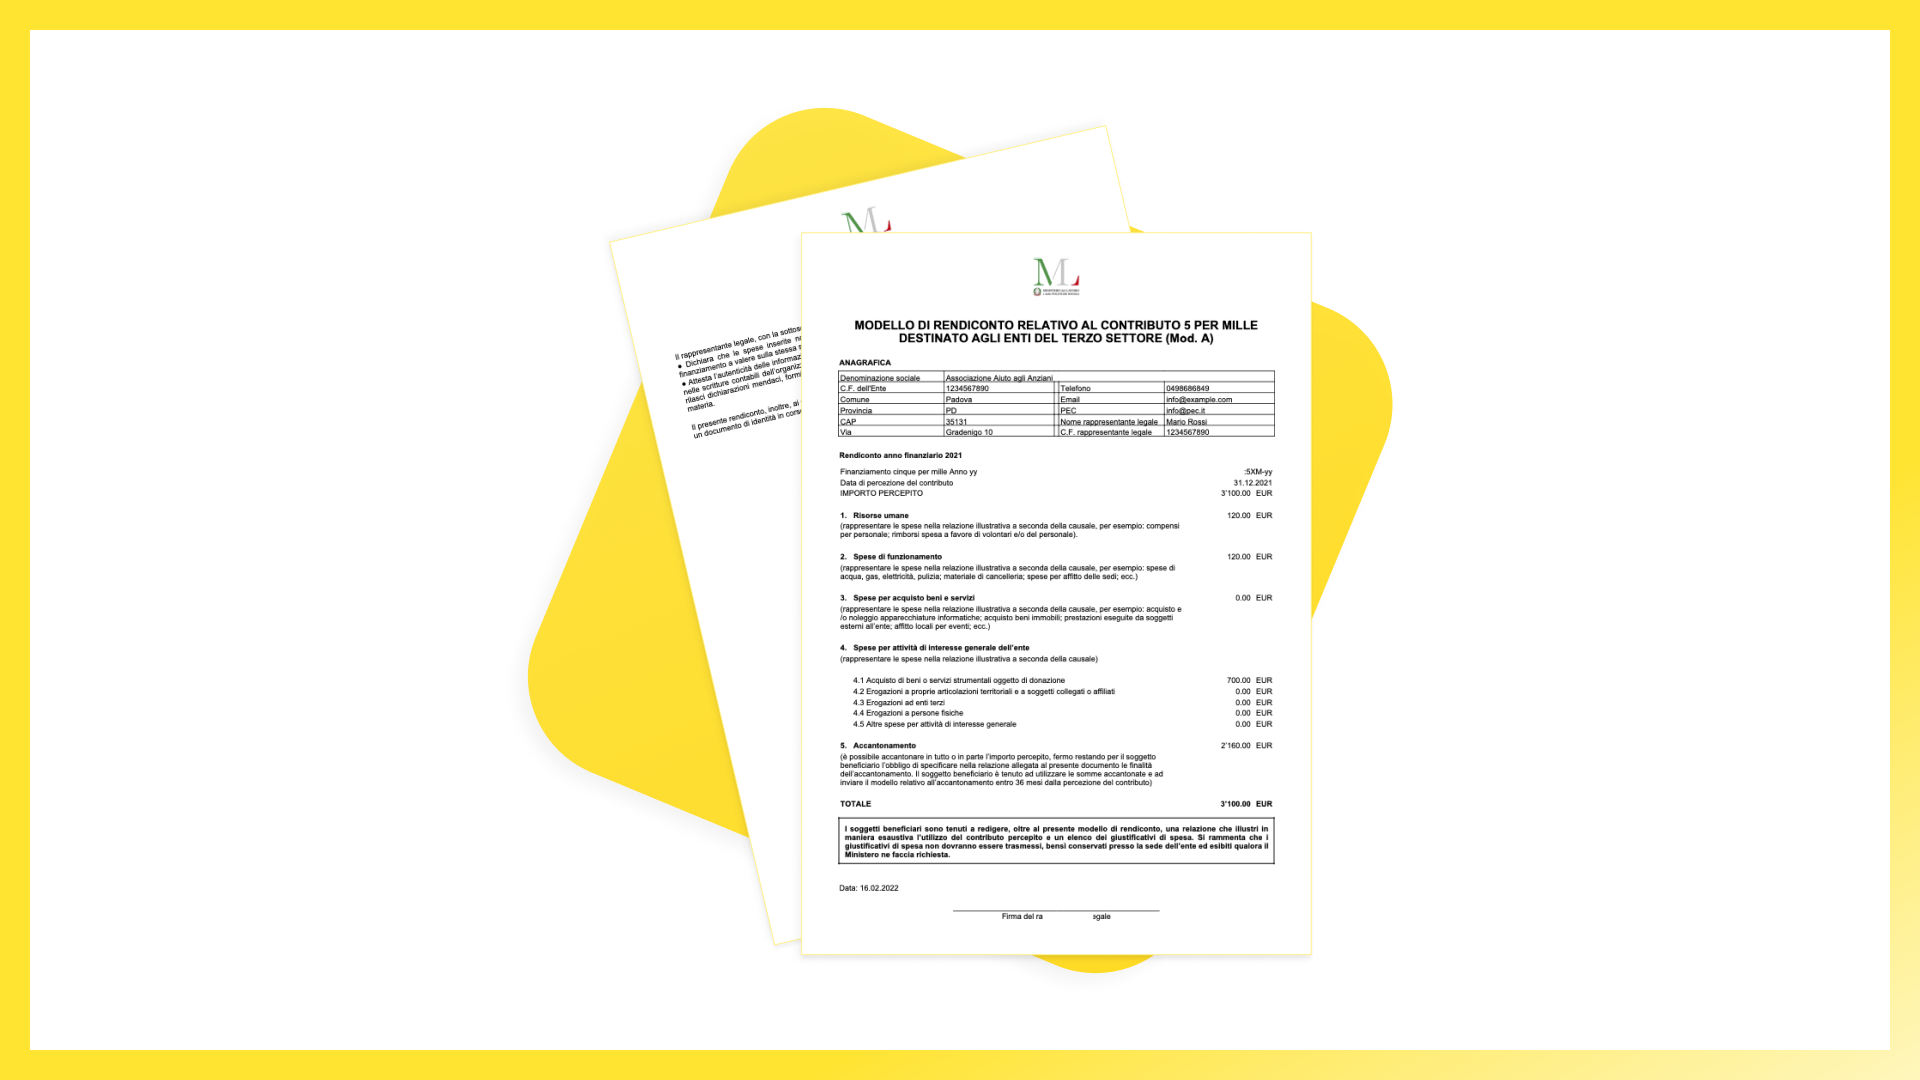 ML
Il rappresentante legale, con la
● Dichiara che le spese inserite
finanziamento a valere sulla stessa
● Attesta l'autenticità delle
nelle scritture contabili
rilasci dichiarazioni mendaci,
materia.
Il presente rendiconto, inoltre, al
un documento di identità in
ML
MODELLO DI RENDICONTO RELATIVO AL CONTRIBUTO 5 PER MILLE
DESTINATO AGLI ENTI DEL TERZO SETTORE (Mod. A)
ANAGRAFICA
Denominazione sociale Associazione Aiuto agli Anziani
C.F. dell'Ente 1234567890 Telefono 0498686849
Comune Padova Email info@example.com
Provincia PD PEC info@pec.it
CAP 35131 Nome rappresentante legale Mario Rossi
Via Gradenigo 10 C.F. rappresentante legale 1234567890
Rendiconto anno finanziario 2021
Finanziamento cinque per mille Anno yy :5XM-yy
Data di percezione del contributo 31.12.2021
IMPORTO PERCEPITO 3'100.00 EUR
1. Risorse umane 120.00 EUR
(rappresentare le spese nella relazione illustrativa a seconda della causale, per esempio: compensi
per personale; rimborsi spesa a favore di volontari e/o del personale).
2. Spese di funzionamento 120.00 EUR
(rappresentare le spese nella relazione illustrativa a seconda della causale, per esempio: spese di
acqua, gas, elettricità, pulizia; materiale di cancelleria; spese per affitto delle sedi; ecc.)
3. Spese per acquisto beni e servizi 0.00 EUR
(rappresentare le spese nella relazione illustrativa a seconda della causale, per esempio: acquisto e
/o noleggio apparecchiature informatiche; acquisto beni immobili; prestazioni eseguite da soggetti
esterni all'ente; affitto locali per eventi; ecc.)
4. Spese per attività di interesse generale dell'ente
(rappresentare le spese nella relazione illustrativa a seconda della causale)
4.1 Acquisto di beni o servizi strumentali oggetto di donazione 700.00 EUR
4.2 Erogazioni a proprie articolazioni territoriali e a soggetti collegati o affiliati 0.00 EUR
4.3 Erogazioni ad enti terzi 0.00 EUR
4.4 Erogazioni a persone fisiche 0.00 EUR
4.5 Altre spese per attività di interesse generale 0.00 EUR
5. Accantonamento 2'160.00 EUR
(è possibile accantonare in tutto o in parte l'importo percepito, fermo restando per il soggetto
beneficiario l'obbligo di specificare nella relazione allegata al presente documento le finalità
dell'accantonamento. Il soggetto beneficiario è tenuto ad utilizzare le somme accantonate e ad
inviare il modello relativo all'accantonamento entro 36 mesi dalla percezione del contributo)
TOTALE 3'100.00 EUR
I soggetti beneficiari sono tenuti a redigere, oltre al presente modello di rendiconto, una relazione che illustri in
maniera esaustiva l'utilizzo del contributo percepito e un elenco dei giustificativi di spesa. Si rammenta che i
giustificativi di spesa non dovranno essere trasmessi, bensì conservati presso la sede dell'ente ed esibiti qualora il
Ministero ne faccia richiesta.
Data: 16.02.2022
Firma del ra egale